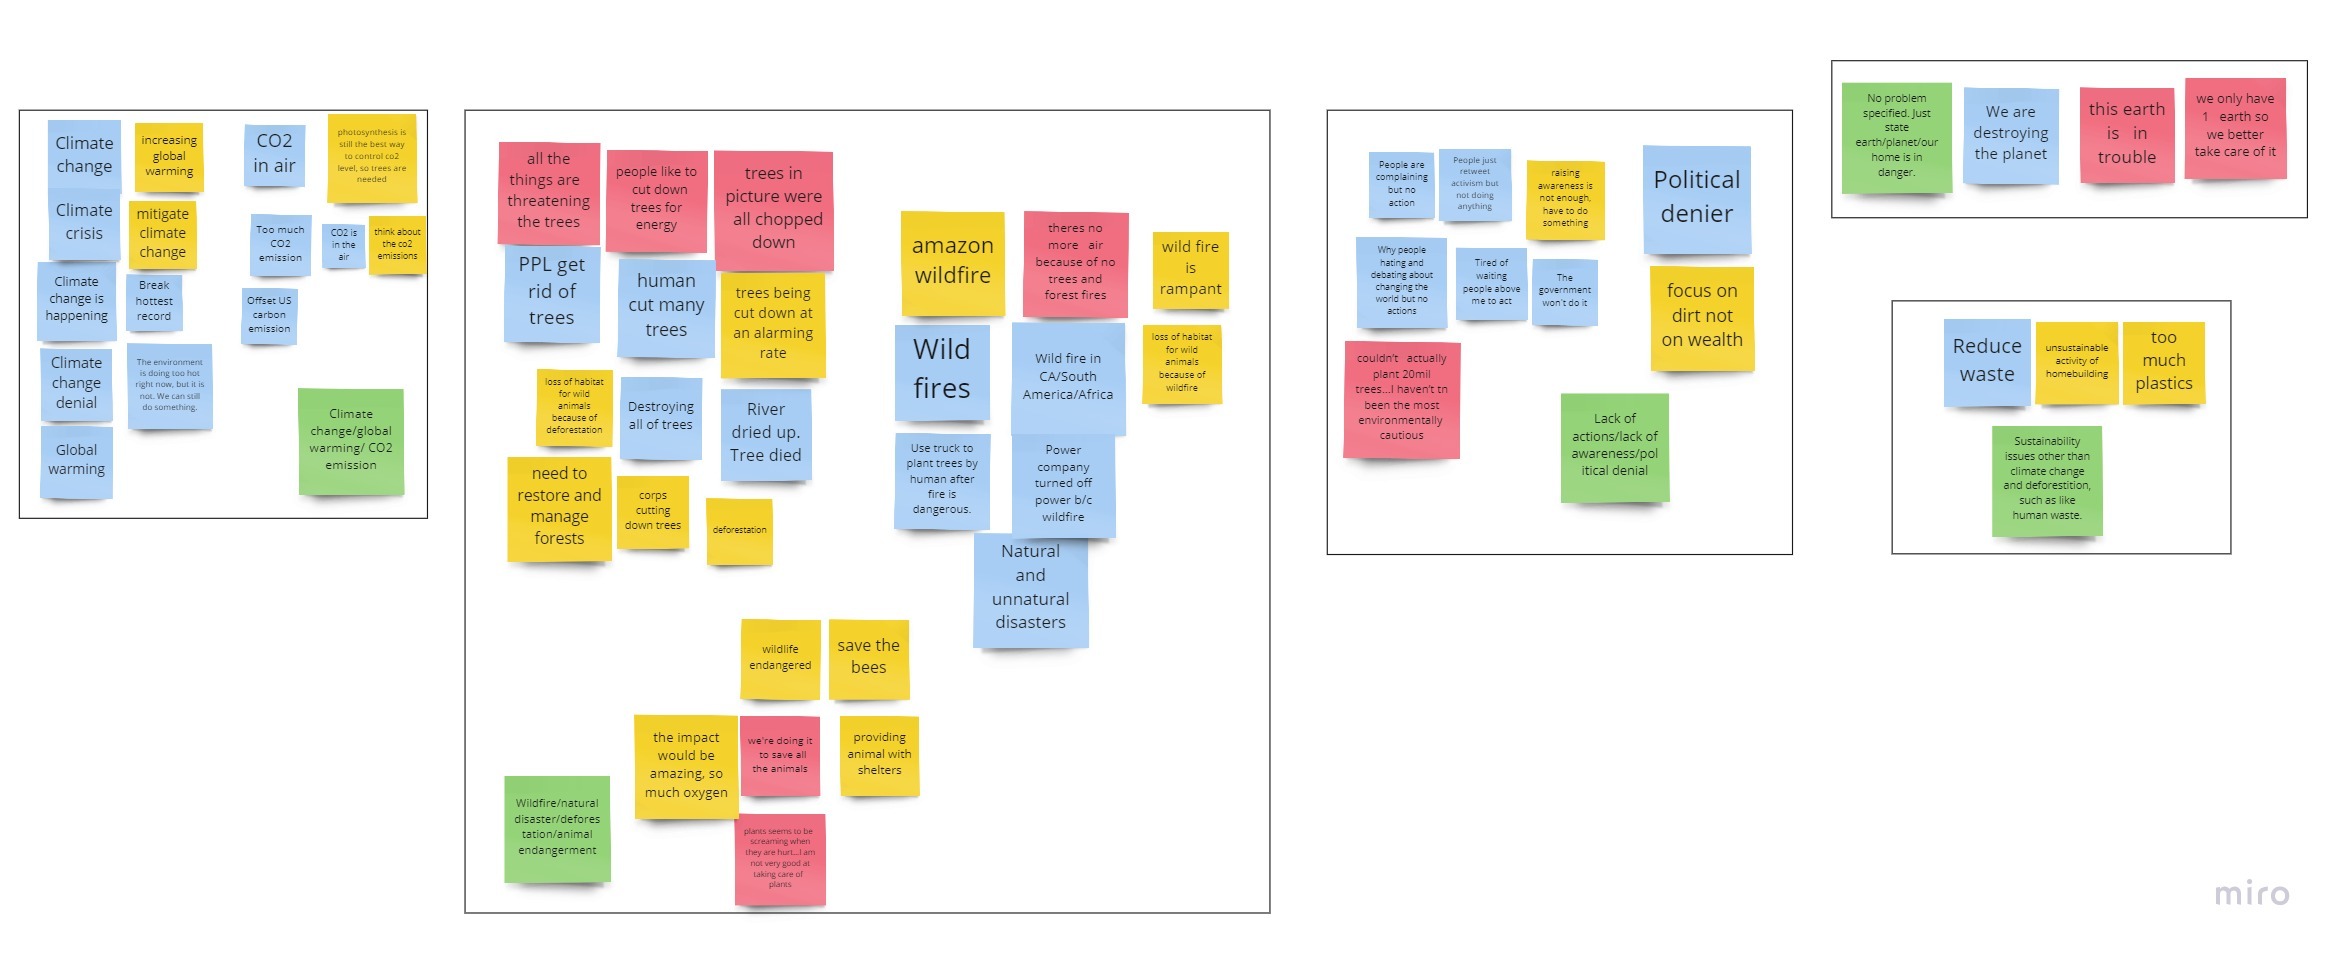 Climate
change
increasing
global
warming
CO2
in air
photosynthesis is
still the best way
to control co2
level, so trees are
needed
Climate
crisis
mitigate
climate
change
Too much
CO2
emission
CO2 is
in the
air
think about
the co2
emissions
Climate
change is
happening
Break
hottest
record
Offset US
carbon
emission
Climate
change
denial
The environment
is doing too hot
right now, but it is
not. We can still
do something.
Global
warming
Climate
change/global
warming/ CO2
emission
all the
things are
threatening
the trees
people like to
cut down
trees for
energy
trees in
picture were
all chopped
down
PPL get
rid of
trees
human
cut many
trees
trees being
cut down at
an alarming
rate
loss of habitat
for wild
animals
because of
deforestation
Destroying
all of trees
River
dried up.
Tree died
need to
restore and
manage
forests
corps
cutting
down trees
deforestation
amazon
wildfire
theres no
more air
because of no
trees and
forest fires
wild fire
is
rampant
Wild
fires
Wild fire in
CA/South
America/Africa
loss of habitat
for wild
animals
because of
wildfire
Use truck to
plant trees by
human after
fire is
dangerous.
Power
company
turned off
power b/c
wildfire
Natural
and
unnatural
disasters
wildlife
endangered
save the
bees
the impact
would be
amazing, so
much oxygen
we're doing it
to save all
the animals
providing
animal with
shelters
Wildfire/natural
disaster/defores
tation/animal
endangerment
plants seems to be
screaming when
they are hurt...I am
not very good at
taking care of
plants
People are
complaining
but no
action
People just
retweet
activism but
not doing
anything
raising
awareness is
not enough,
have to do
something
Political
denier
Why people
hating and
debating about
changing the
world but no
actions
Tired of
waiting
people above
me to act
The
government
won't do it
focus on
dirt not
on wealth
couldn't actually
plant 20mil
trees...I haven't tn
been the most
environmentally
cautious
Lack of
actions/lack of
awareness/pol
itical denial
No problem
specified. Just
state
earth/planet/our
home is in
danger.
We are
destroying
the planet
this earth
is in
trouble
we only have
1 earth so
we better
take care of it
Reduce
waste
unsustainable
activity of
homebuilding
too
much
plastics
Sustainability
issues other than
climate change
and deforestition,
such as like
human waste.
miro